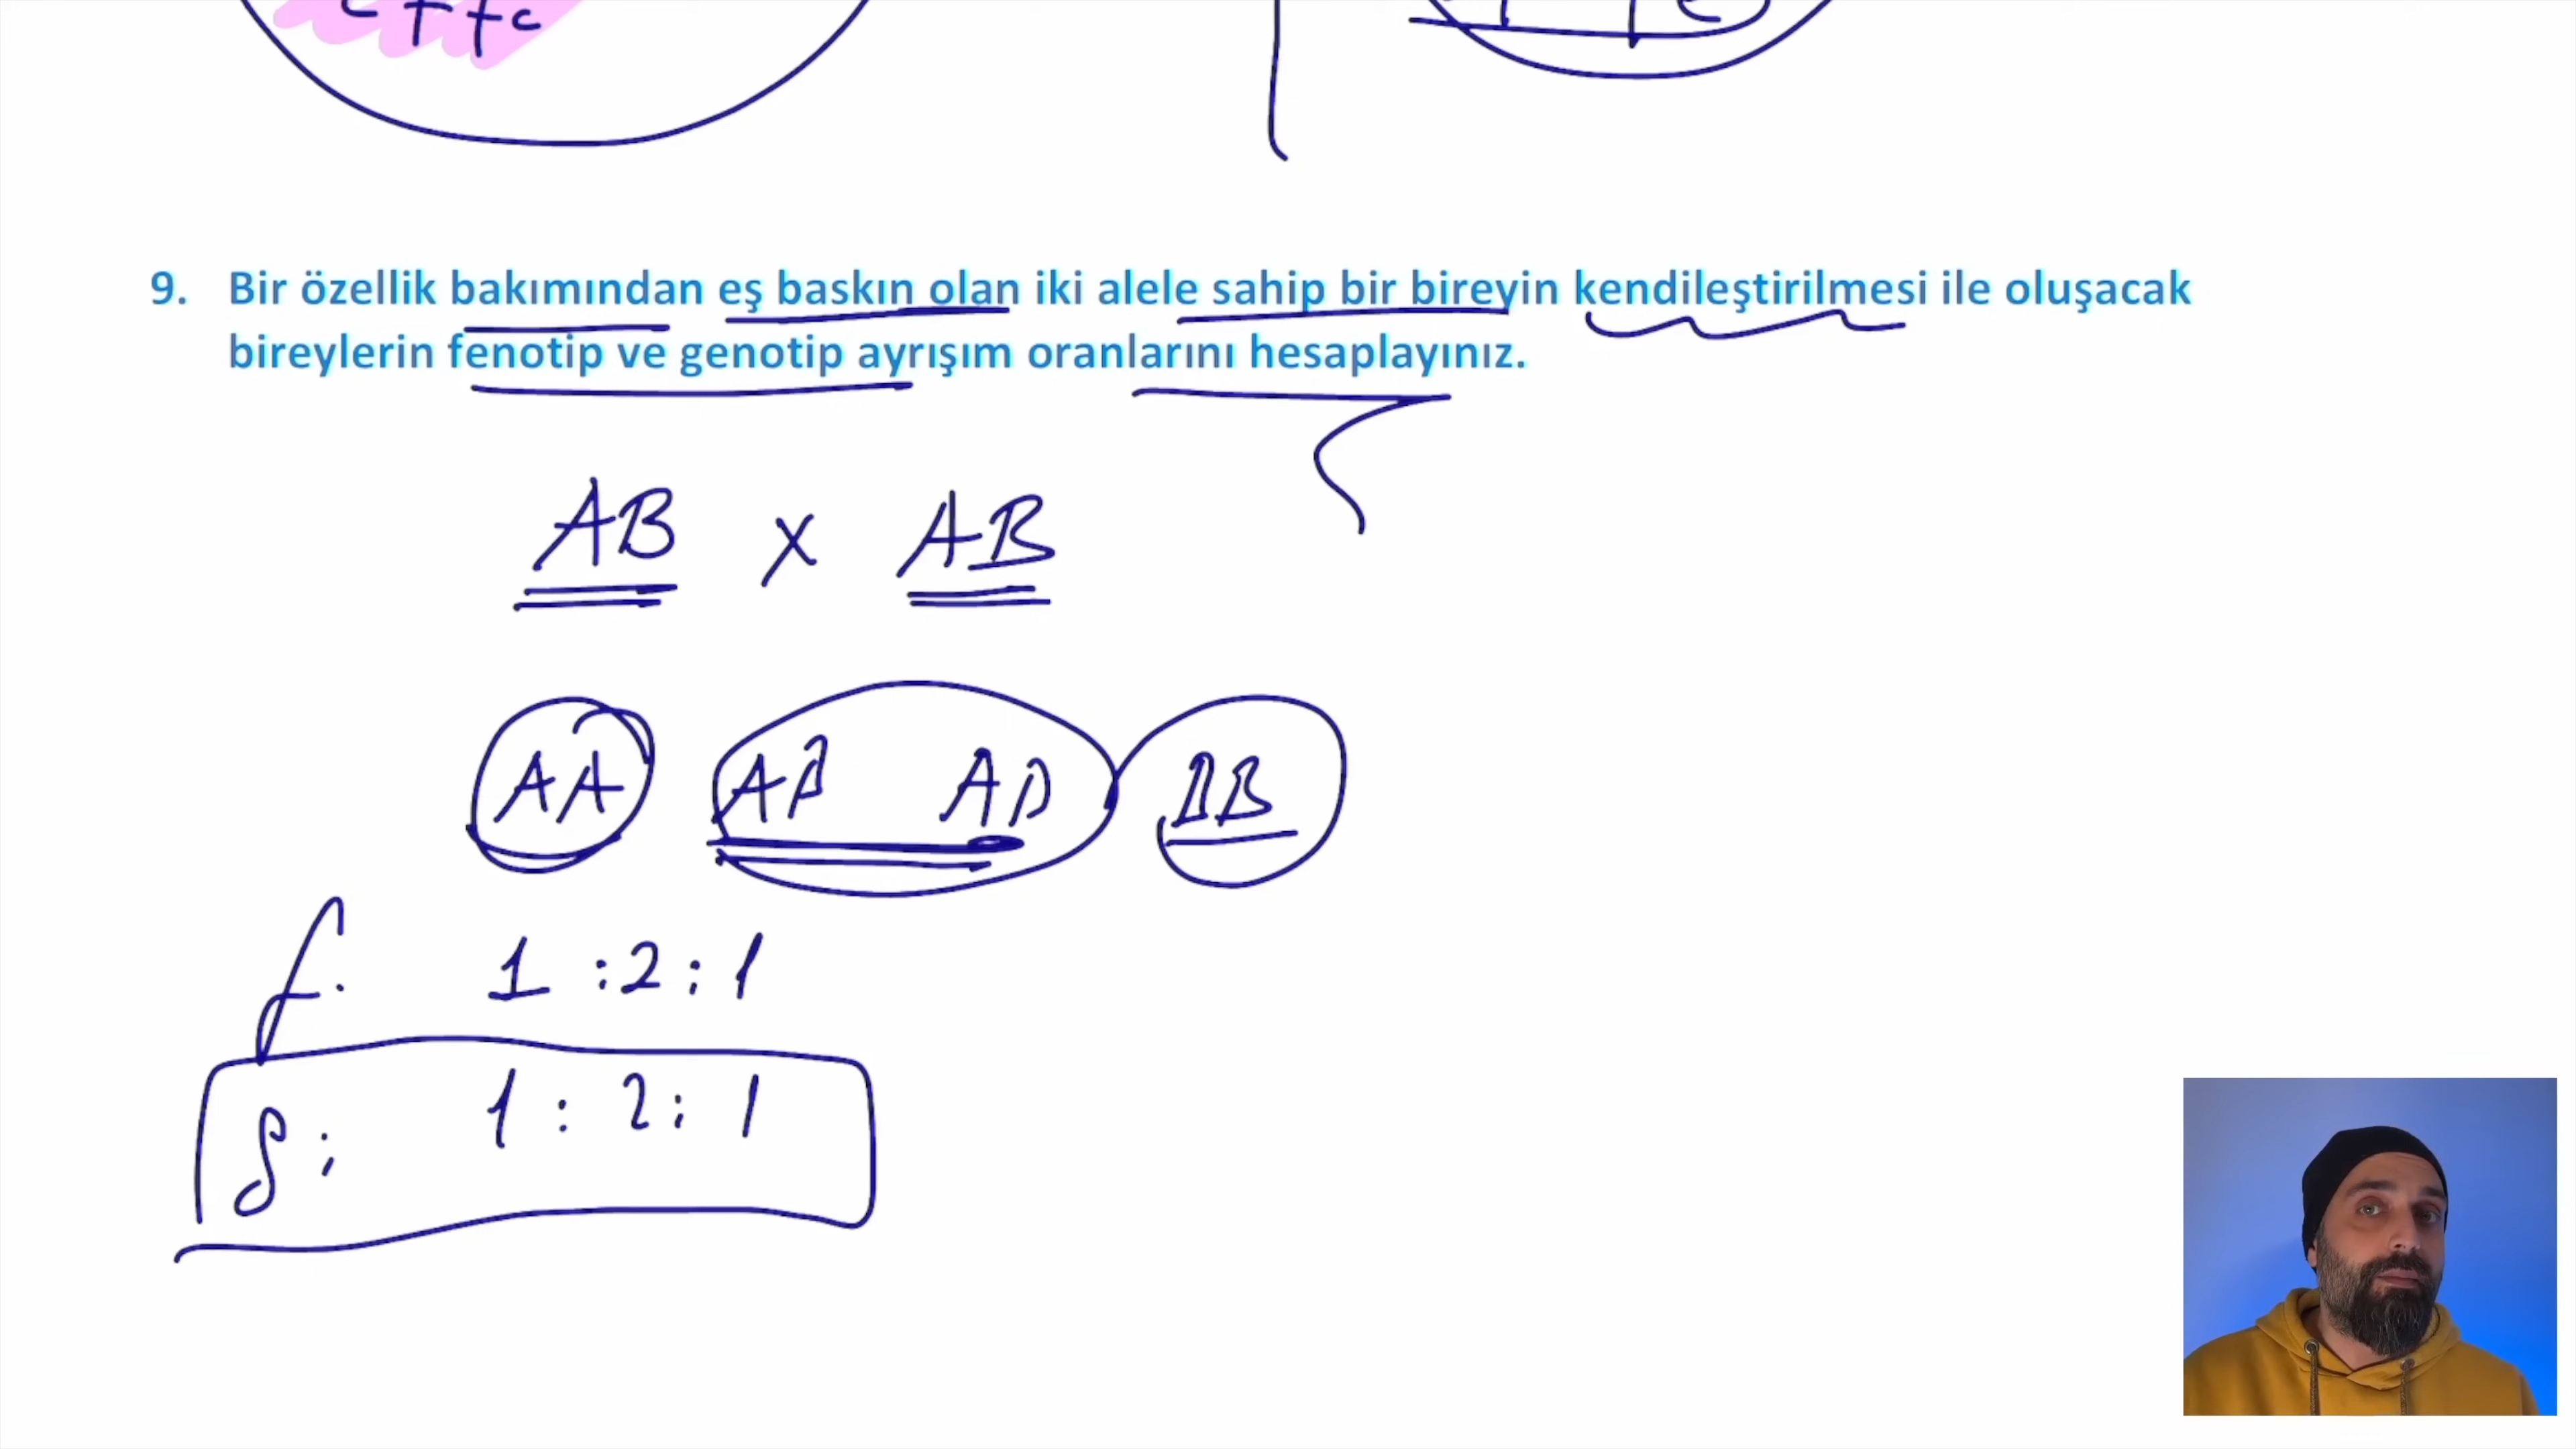 c f f c
9. Bir özellik bakımından eş baskın olan iki alele sahip bir bireyin kendileştirilmesi ile oluşacak
bireylerin fenotip ve genotip ayrışım oranlarını hesaplayınız.
AB x AB
AA AB AB BB
f. 1 : 2 : 1
g: 1 : 2 : 1